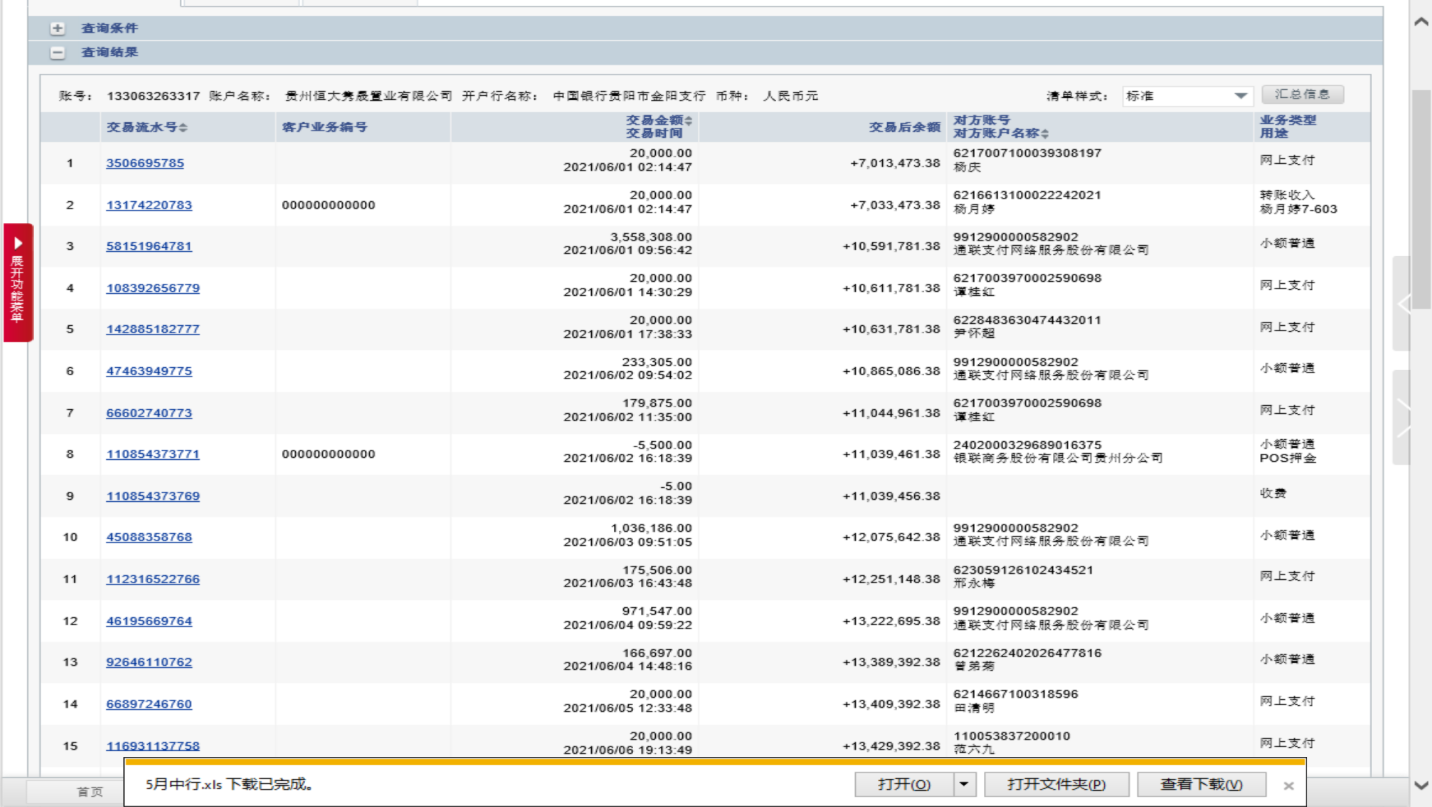 查询条件
查询结果
账号： 133063263317 账户名称： 贵州恒大隽晟置业有限公司 开户行名称： 中国银行贵阳市金阳支行 币种： 人民币元 清单样式： 标准 汇总信息
交易流水号 客户业务编号 交易金额 交易时间 交易后余额 对方账号 对方账户名称 业务类型 用途
1 3506695785 20,000.00 +7,013,473.38 6217007100039308197 网上支付
2021/06/01 02:14:47 杨庆
2 13174220783 000000000000 20,000.00 +7,033,473.38 6216613100022242021 转账收入
2021/06/01 02:14:47 杨月婷 杨月婷7-603
3 58151964781 3,558,308.00 +10,591,781.38 9912900000582902 小额普通
2021/06/01 09:56:42 通联支付网络服务股份有限公司
4 108392656779 20,000.00 +10,611,781.38 6217003970002590698 网上支付
2021/06/01 14:30:29 谭桂红
5 142885182777 20,000.00 +10,631,781.38 6228483630474432011 网上支付
2021/06/01 17:38:33 尹怀超
6 47463949775 233,305.00 +10,865,086.38 9912900000582902 小额普通
2021/06/02 09:54:02 通联支付网络服务股份有限公司
7 66602740773 179,875.00 +11,044,961.38 6217003970002590698 网上支付
2021/06/02 11:35:00 谭桂红
8 110854373771 000000000000 -5,500.00 +11,039,461.38 2402000329689016375 小额普通
2021/06/02 16:18:39 银联商务股份有限公司贵州分公司 POS押金
9 110854373769 -5.00 +11,039,456.38 收费
2021/06/02 16:18:39
10 45088358768 1,036,186.00 +12,075,642.38 9912900000582902 小额普通
2021/06/03 09:51:05 通联支付网络服务股份有限公司
11 112316522766 175,506.00 +12,251,148.38 623059126102434521 网上支付
2021/06/03 16:43:48 邢永梅
12 46195669764 971,547.00 +13,222,695.38 9912900000582902 小额普通
2021/06/04 09:59:22 通联支付网络服务股份有限公司
13 92646110762 166,697.00 +13,389,392.38 6212262402026477816 小额普通
2021/06/04 14:48:16 曾弟菊
14 66897246760 20,000.00 +13,409,392.38 6214667100318596 网上支付
2021/06/05 12:33:48 田清明
15 116931137758 20,000.00 +13,429,392.38 110053837200010 网上支付
2021/06/06 19:13:49 范六九
展开功能菜单
首页
5月中行.xls 下载已完成。 打开(O) 打开文件夹(P) 查看下载(V) ×